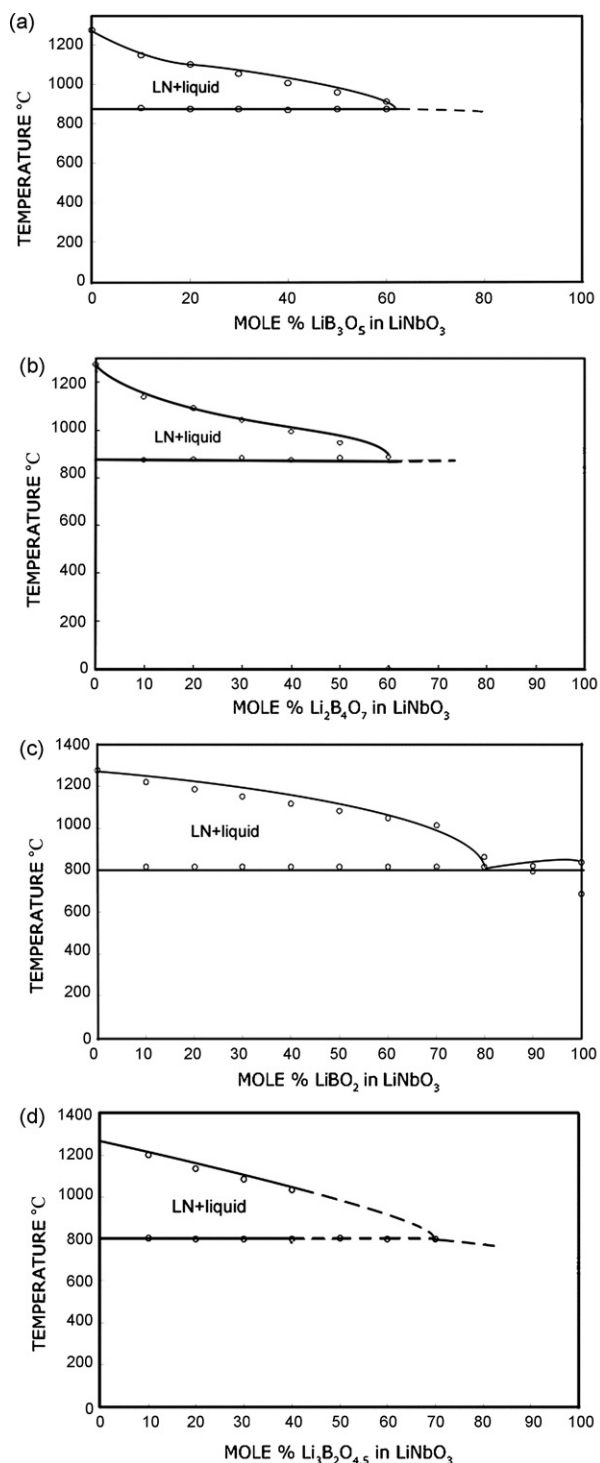 (a)
1200
1000
800
600
400
200
0
TEMPERATURE °C
LN+liquid
0 20 40 60 80 100
MOLE % LiB₃O₅ in LiNbO₃
(b)
1200
1000
800
600
400
200
0
TEMPERATURE °C
LN+liquid
0 10 20 30 40 50 60 70 80 90 100
MOLE % Li₂B₄O₇ in LiNbO₃
(c)
1400
1200
1000
800
600
400
200
0
TEMPERATURE °C
LN+liquid
0 10 20 30 40 50 60 70 80 90 100
MOLE % LiBO₂ in LiNbO₃
(d)
1400
1200
1000
800
600
400
200
0
TEMPERATURE °C
LN+liquid
0 10 20 30 40 50 60 70 80 90 100
MOLE % Li₃B₂O₄.₅ in LiNbO₃